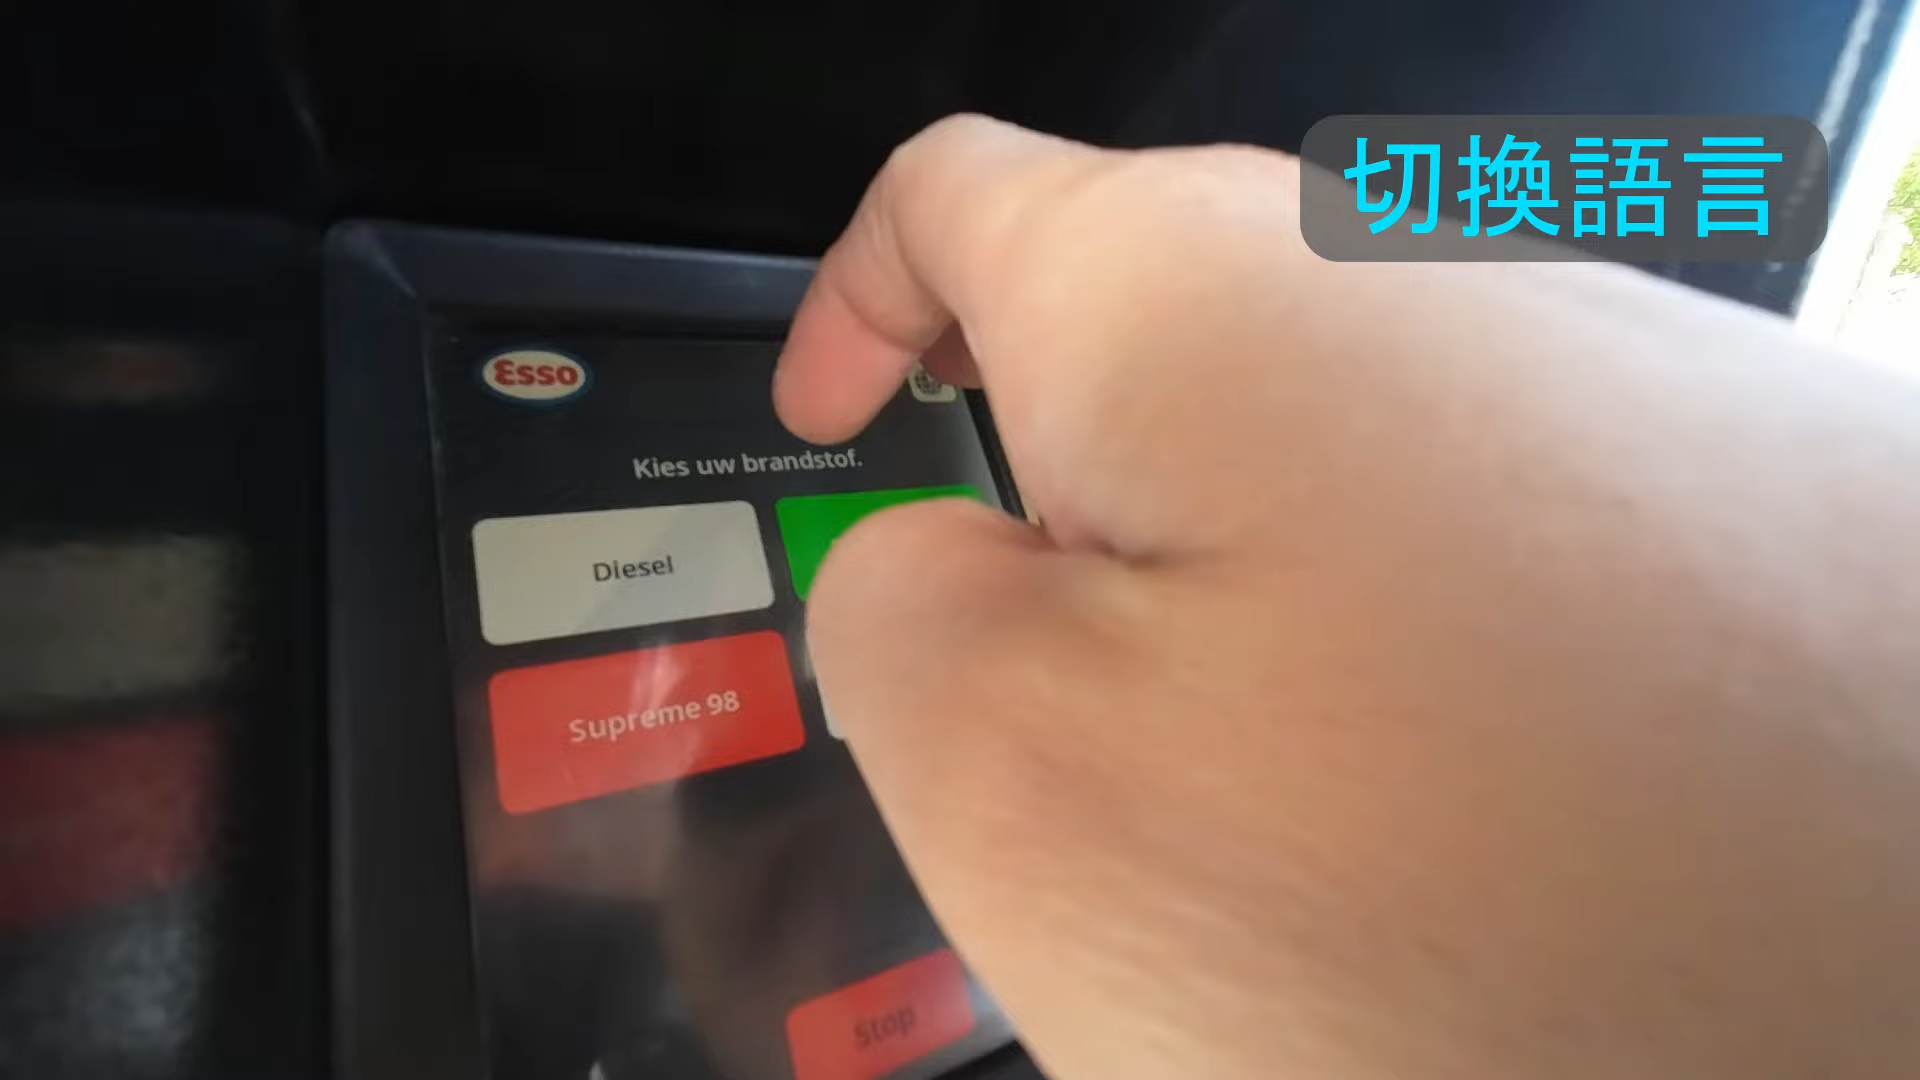 切換語言
Esso
Kies uw brandstof.
Diesel
Supreme 98
Stop